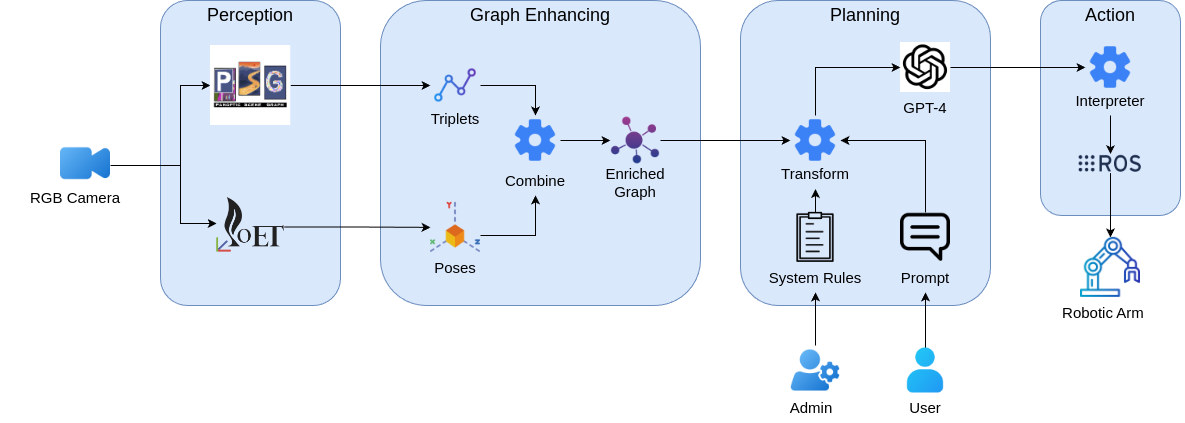 Perception
Graph Enhancing
Planning
Action
PSG
PANOPTIC SCENE GRAPH
Triplets
GPT-4
Interpreter
RGB Camera
Combine
Enriched
Graph
Transform
ROS
POET
Y
X
Z
Poses
System Rules
Prompt
Robotic Arm
Admin
User